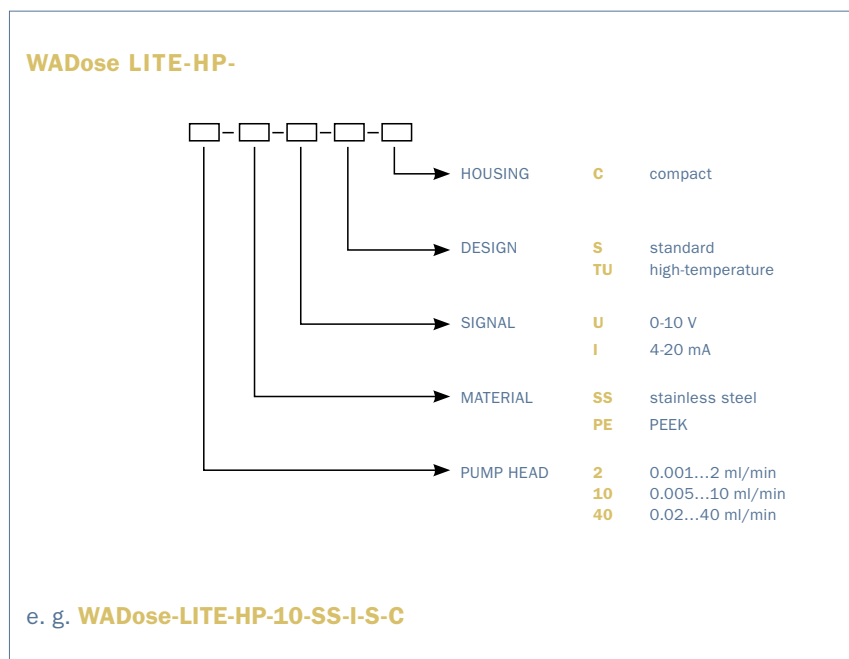 WADose LITE-HP-
HOUSING C compact
DESIGN S standard
TU high-temperature
SIGNAL U 0-10 V
I 4-20 mA
MATERIAL SS stainless steel
PE PEEK
PUMP HEAD 2 0.001...2 ml/min
10 0.005...10 ml/min
40 0.02...40 ml/min
e. g. WADose-LITE-HP-10-SS-I-S-C